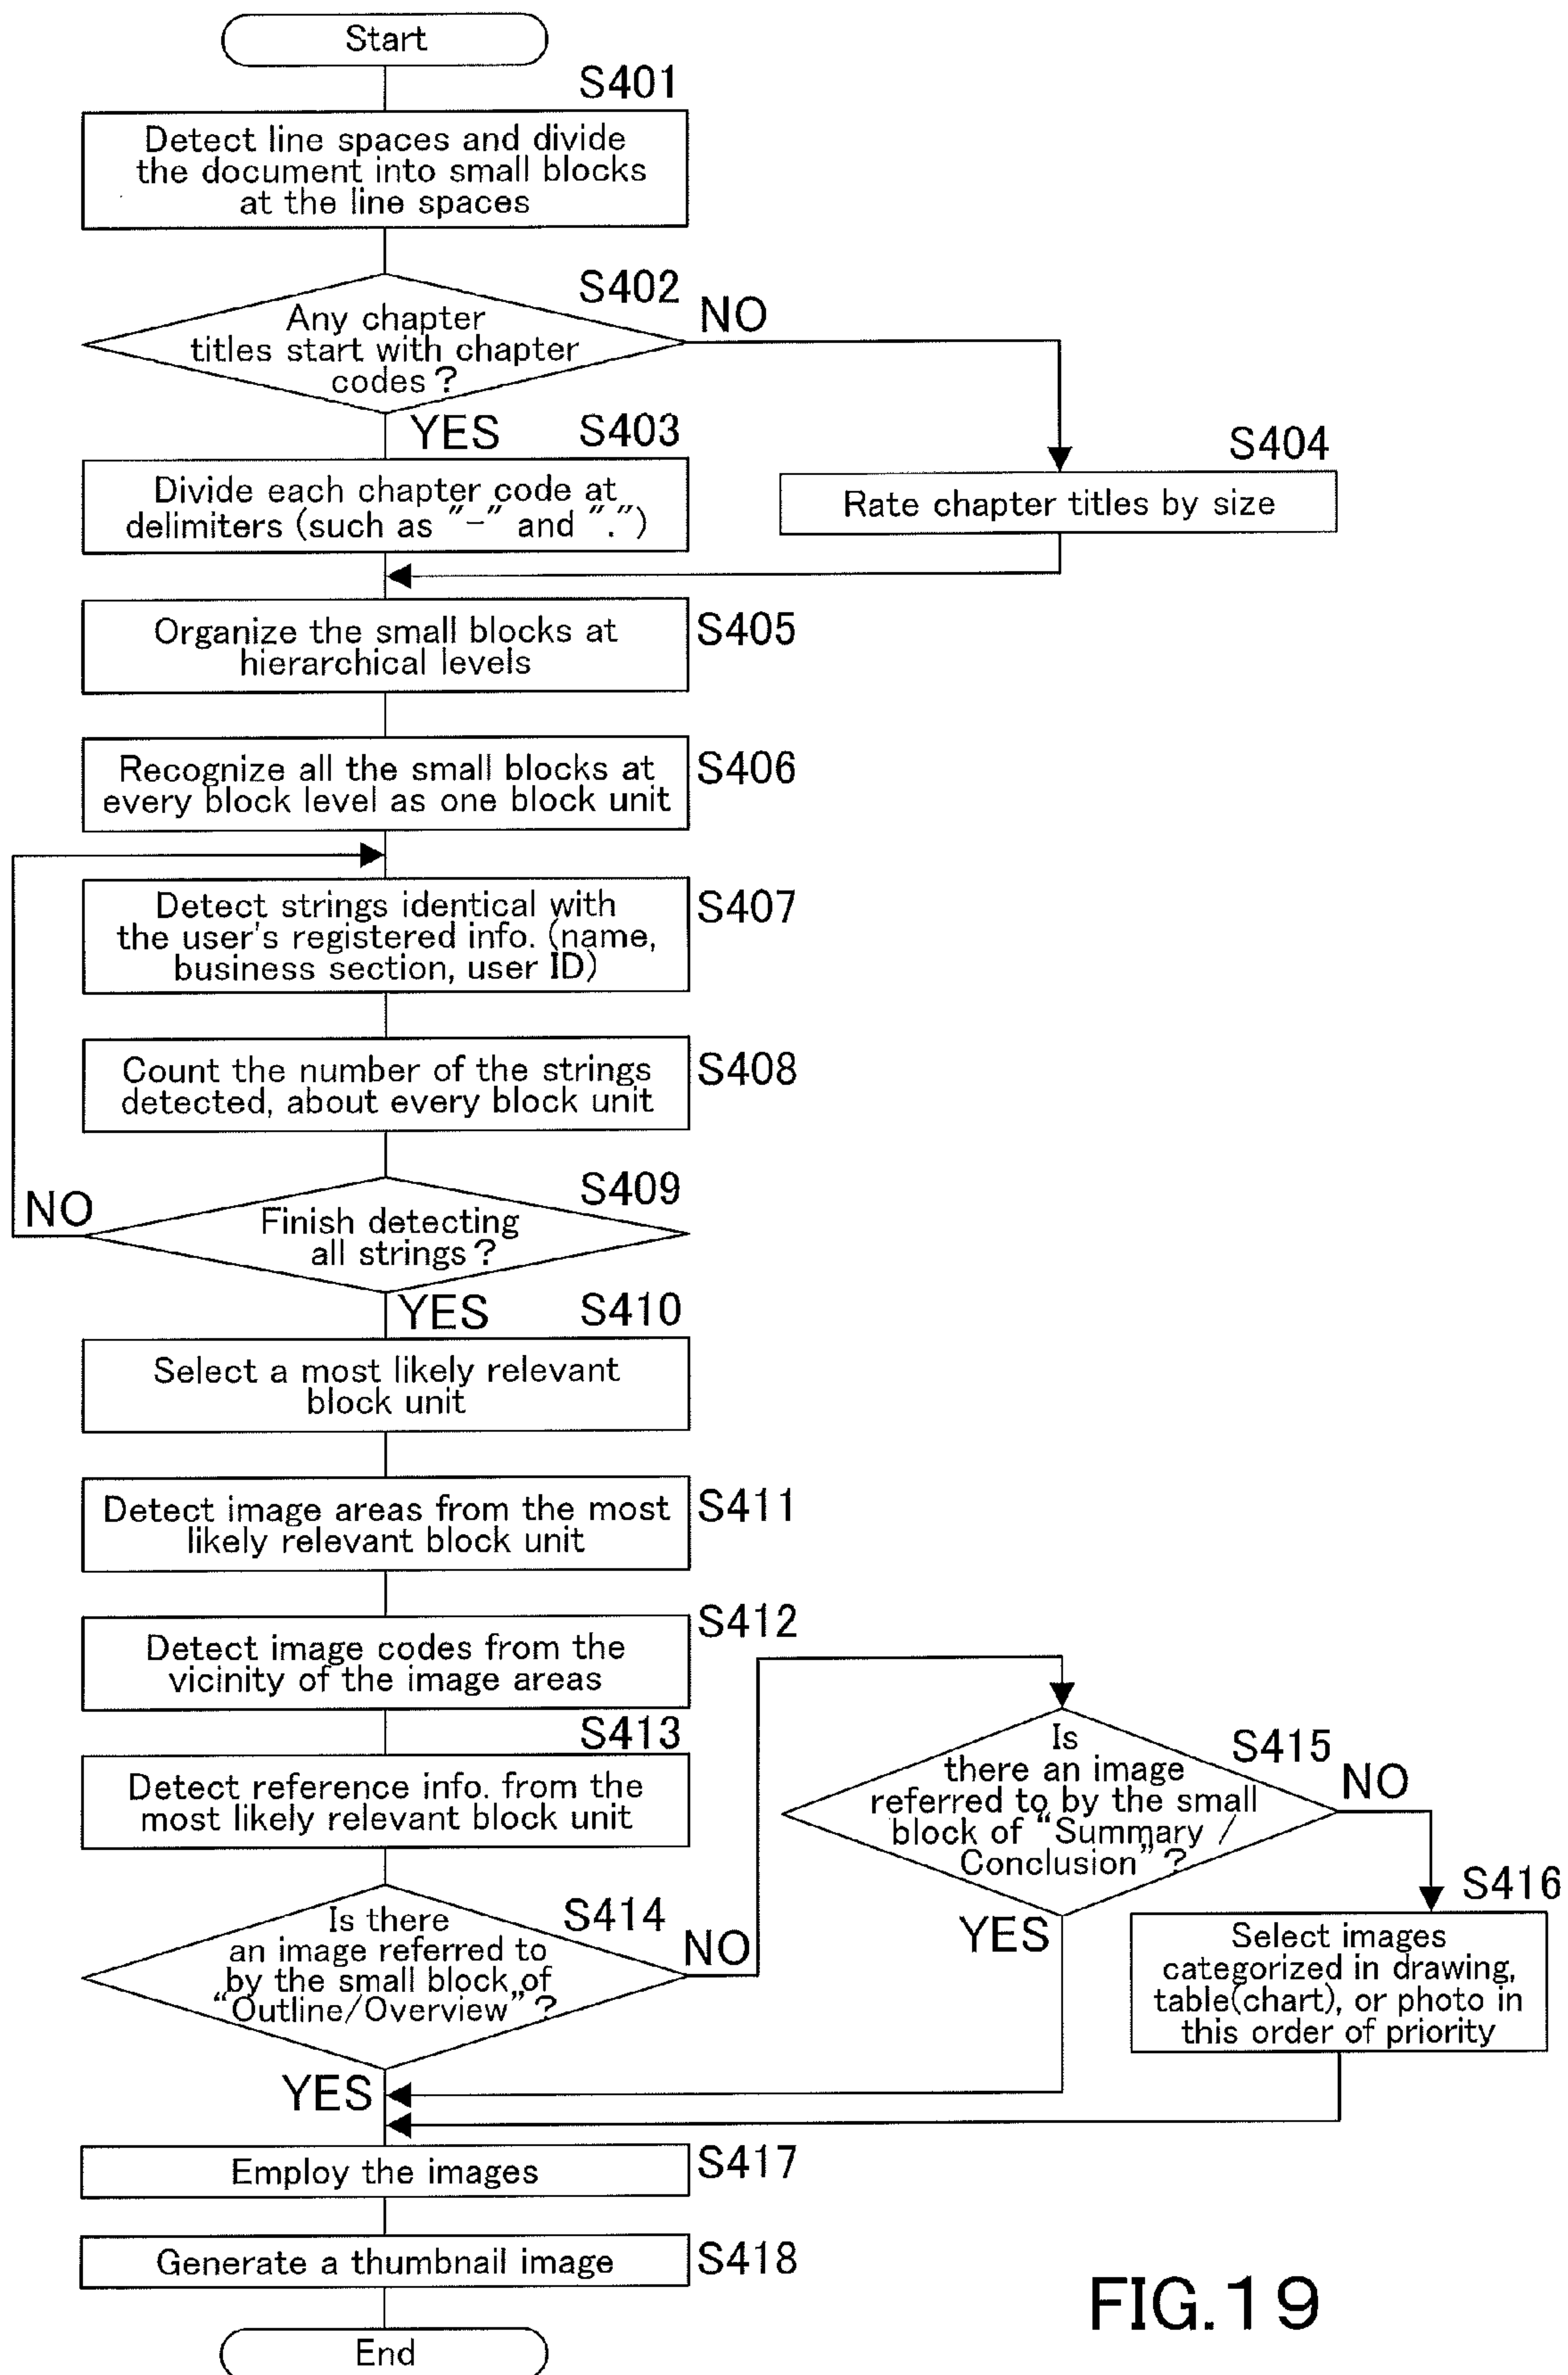 Start
S401
Detect line spaces and divide
the document into small blocks
at the line spaces
S402
Any chapter
titles start with chapter
codes?
NO
YES
S403
Divide each chapter code at
delimiters (such as "-" and ".")
S404
Rate chapter titles by size
Organize the small blocks at
hierarchical levels
S405
Recognize all the small blocks at
every block level as one block unit
S406
Detect strings identical with
the user's registered info. (name,
business section, user ID)
S407
Count the number of the strings
detected, about every block unit
S408
S409
Finish detecting
all strings?
NO
YES
S410
Select a most likely relevant
block unit
Detect image areas from the most
likely relevant block unit
S411
S412
Detect image codes from the
vicinity of the image areas
S413
Detect reference info. from the
most likely relevant block unit
S414
Is there
an image referred to
by the small block of
"Outline/Overview"?
NO
YES
S415
Is
there an image
referred to by the small
block of "Summary /
Conclusion"?
NO
YES
S416
Select images
categorized in drawing,
table(chart), or photo in
this order of priority
Employ the images
S417
Generate a thumbnail image
S418
End
FIG.19